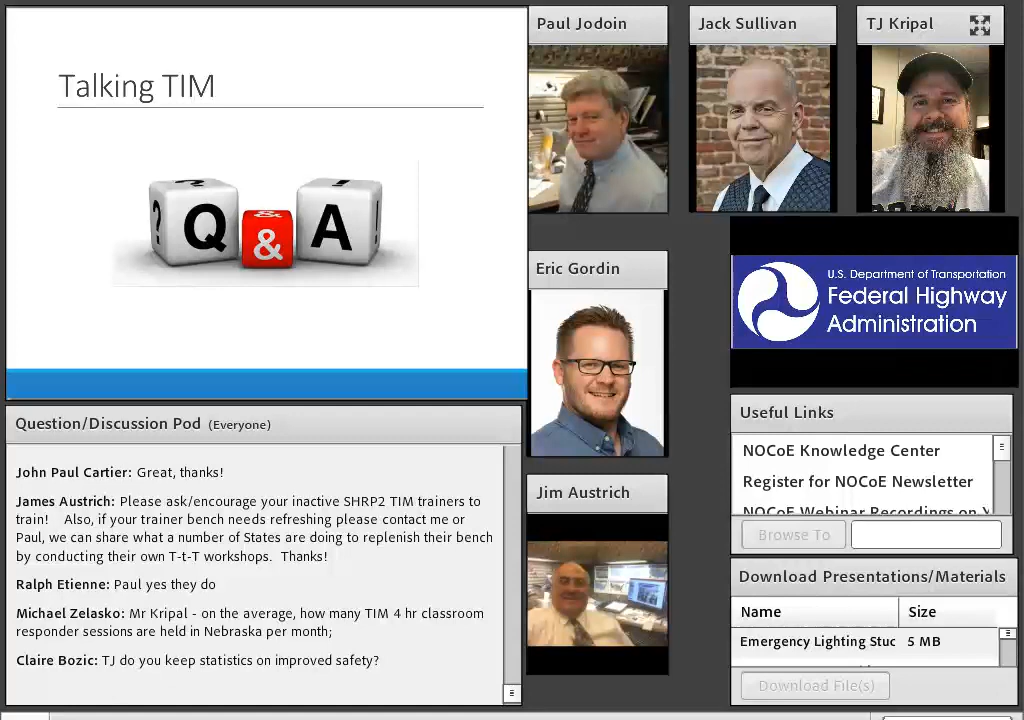 Talking TIM
? ? Q & & ! A !
Paul Jodoin
Jack Sullivan
TJ Kripal
Eric Gordin
Jim Austrich
U.S. Department of Transportation
Federal Highway
Administration
Question/Discussion Pod (Everyone)
John Paul Cartier: Great, thanks!
James Austrich: Please ask/encourage your inactive SHRP2 TIM trainers to
train! Also, if your trainer bench needs refreshing please contact me or
Paul, we can share what a number of States are doing to replenish their bench
by conducting their own T-t-T workshops. Thanks!
Ralph Etienne: Paul yes they do
Michael Zelasko: Mr Kripal - on the average, how many TIM 4 hr classroom
responder sessions are held in Nebraska per month;
Claire Bozic: TJ do you keep statistics on improved safety?
Useful Links
NOCoE Knowledge Center
Register for NOCoE Newsletter
NOCoE Webinar Recordings on Y
Browse To
Download Presentations/Materials
Name Size
Emergency Lighting Stuc 5 MB
Download File(s)